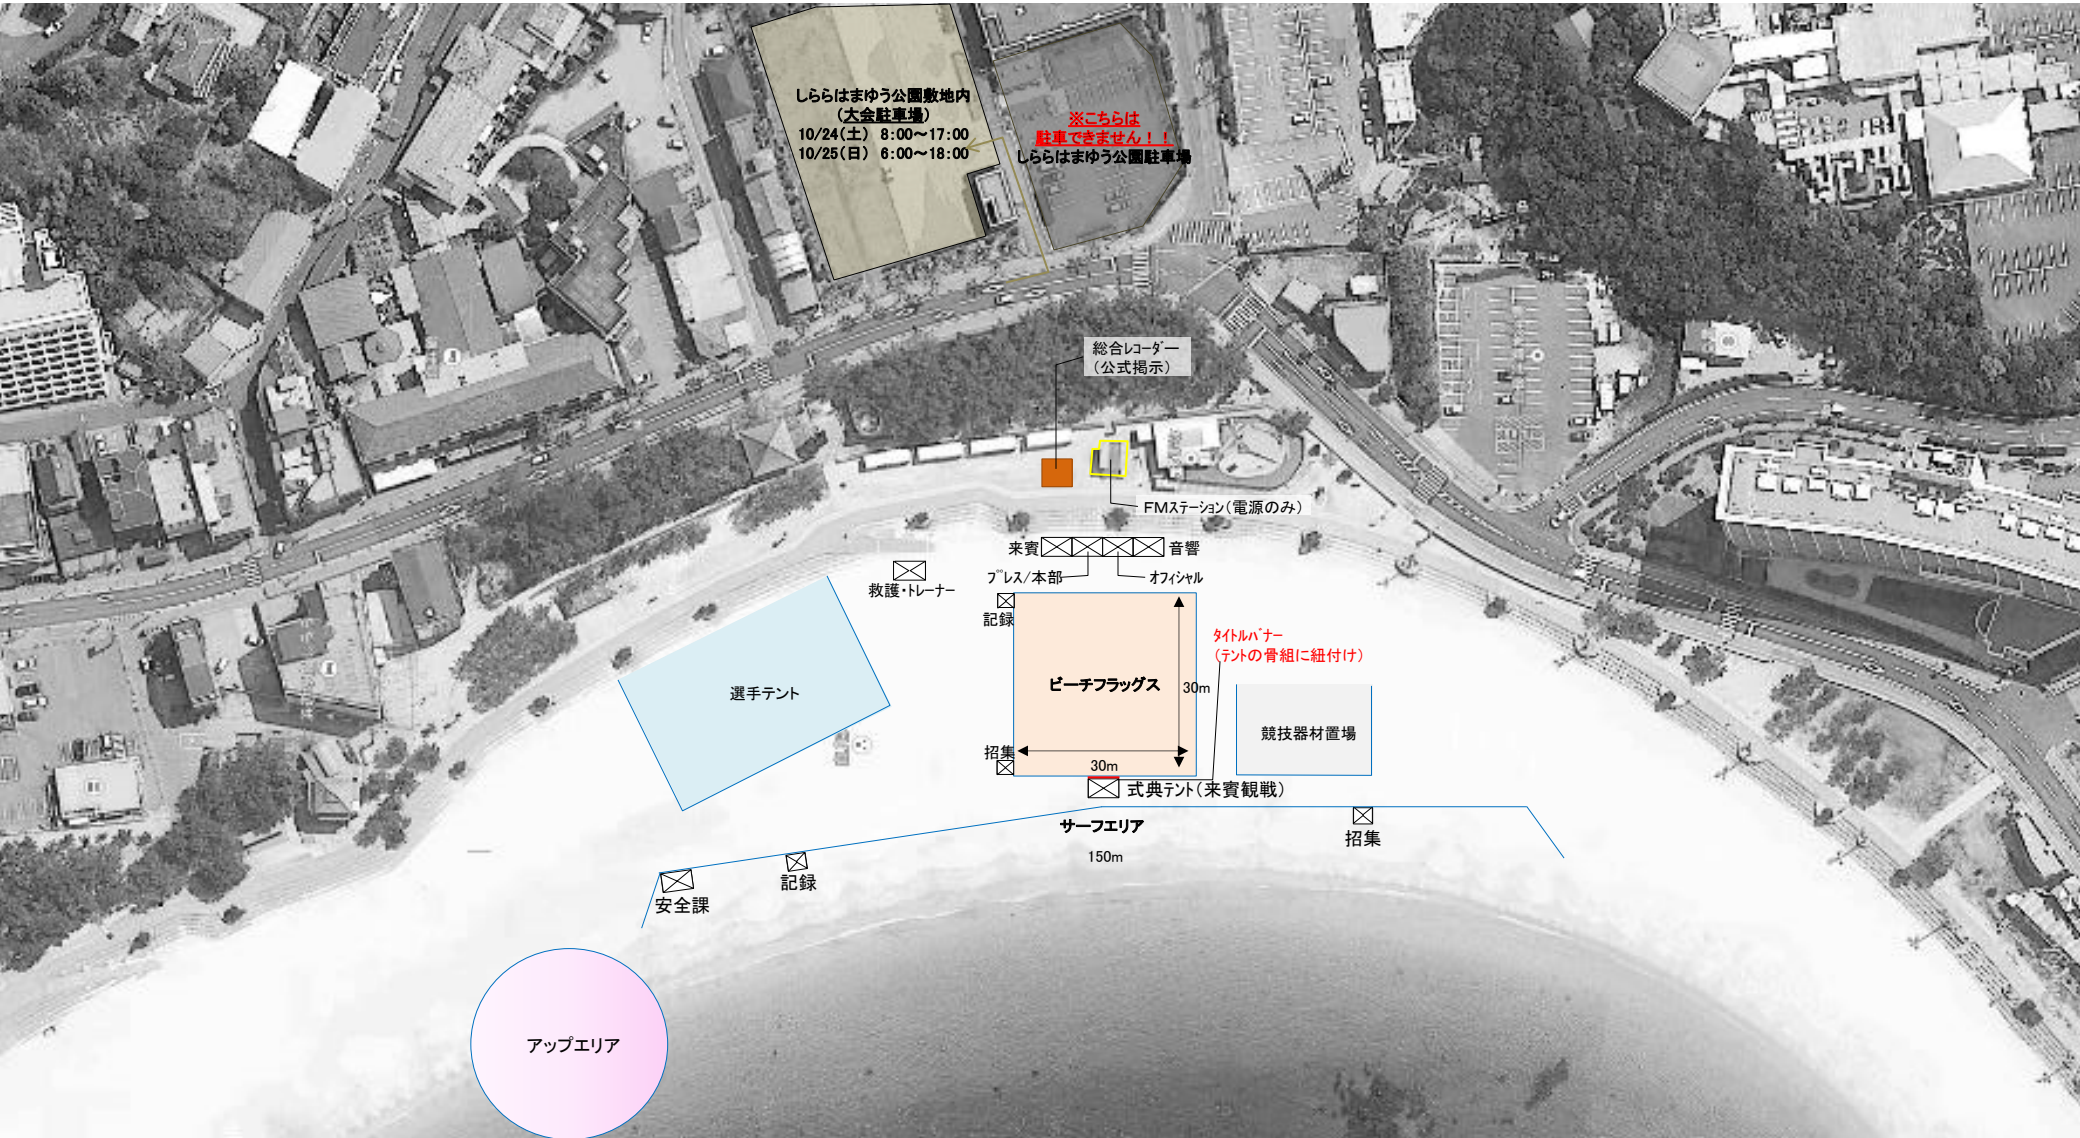 しららはまゆう公園敷地内
(大会駐車場)
10/24(土) 8:00～17:00
10/25(日) 6:00～18:00
※こちらは
駐車できません！！
しららはまゆう公園駐車場
総合ﾚｺｰﾀﾞｰ
(公式掲示)
FMｽﾃｰｼｮﾝ(電源のみ)
来賓
音響
ﾌﾟﾚｽ/本部
ｵﾌｨｼｬﾙ
救護・ﾄﾚｰﾅｰ
記録
ﾀｲﾄﾙﾊﾞﾅｰ
(ﾃﾝﾄの骨組に紐付け)
選手テント
ビーチフラッグス
30m
競技器材置場
招集
30m
式典ﾃﾝﾄ(来賓観戦)
サーフエリア
招集
150m
記録
安全課
アップエリア